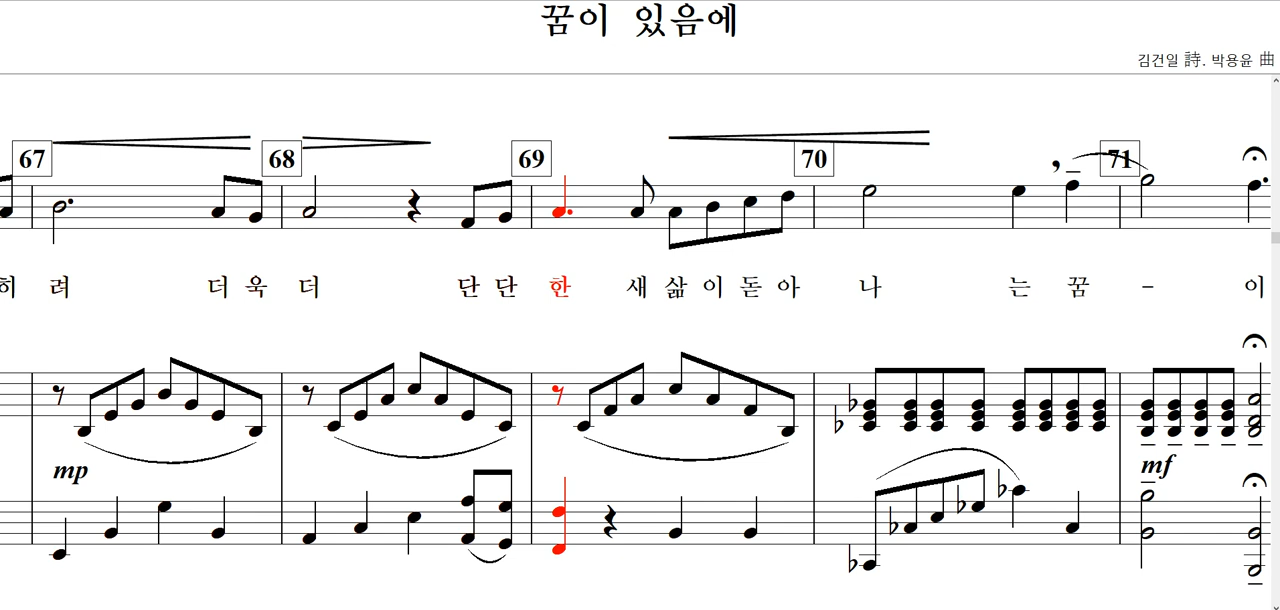 꿈이 있음에
김건일 詩. 박용윤 曲
67 68 69 70 71
히 려 더 욱 더 단 단 한 새 삶 이 돋 아 나 는 꿈 - 이
mp mf